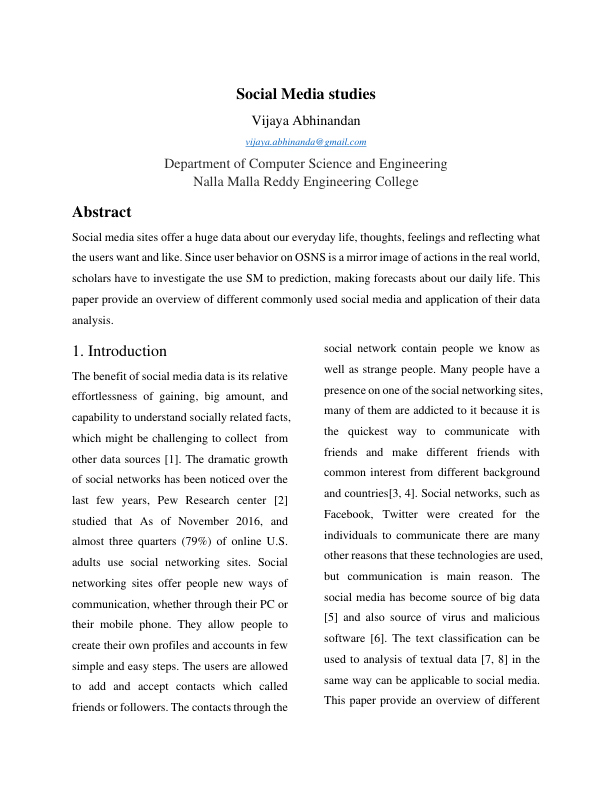 Social Media studies
Vijaya Abhinandan
vijaya.abhinanda@gmail.com
Department of Computer Science and Engineering
Nalla Malla Reddy Engineering College
Abstract
Social media sites offer a huge data about our everyday life, thoughts, feelings and reflecting what
the users want and like. Since user behavior on OSNS is a mirror image of actions in the real world,
scholars have to investigate the use SM to prediction, making forecasts about our daily life. This
paper provide an overview of different commonly used social media and application of their data
analysis.
1. Introduction
The benefit of social media data is its relative
effortlessness of gaining, big amount, and
capability to understand socially related facts,
which might be challenging to collect from
other data sources [1]. The dramatic growth
of social networks has been noticed over the
last few years, Pew Research center [2]
studied that As of November 2016, and
almost three quarters (79%) of online U.S.
adults use social networking sites. Social
networking sites offer people new ways of
communication, whether through their PC or
their mobile phone. They allow people to
create their own profiles and accounts in few
simple and easy steps. The users are allowed
to add and accept contacts which called
friends or followers. The contacts through the
social network contain people we know as
well as strange people. Many people have a
presence on one of the social networking sites,
many of them are addicted to it because it is
the quickest way to communicate with
friends and make different friends with
common interest from different background
and countries[3, 4]. Social networks, such as
Facebook, Twitter were created for the
individuals to communicate there are many
other reasons that these technologies are used,
but communication is main reason. The
social media has become source of big data
[5] and also source of virus and malicious
software [6]. The text classification can be
used to analysis of textual data [7, 8] in the
same way can be applicable to social media.
This paper provide an overview of different